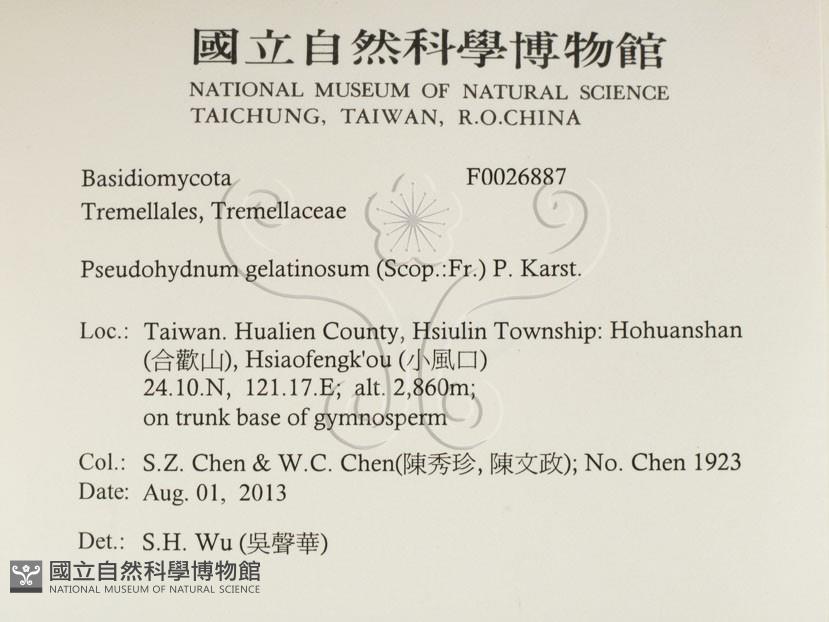 國立自然科學博物館
NATIONAL MUSEUM OF NATURAL SCIENCE
TAICHUNG, TAIWAN, R.O.CHINA
Basidiomycota F0026887
Tremellales, Tremellaceae
Pseudohydnum gelatinosum (Scop.:Fr.) P. Karst.
Loc.: Taiwan. Hualien County, Hsiulin Township: Hohuanshan
(合歡山), Hsiaofengk'ou (小風口)
24.10.N, 121.17.E; alt. 2,860m;
on trunk base of gymnosperm
Col.: S.Z. Chen & W.C. Chen(陳秀珍, 陳文政); No. Chen 1923
Date: Aug. 01, 2013
Det.: S.H. Wu (吳聲華)
國立自然科學博物館
NATIONAL MUSEUM OF NATURAL SCIENCE